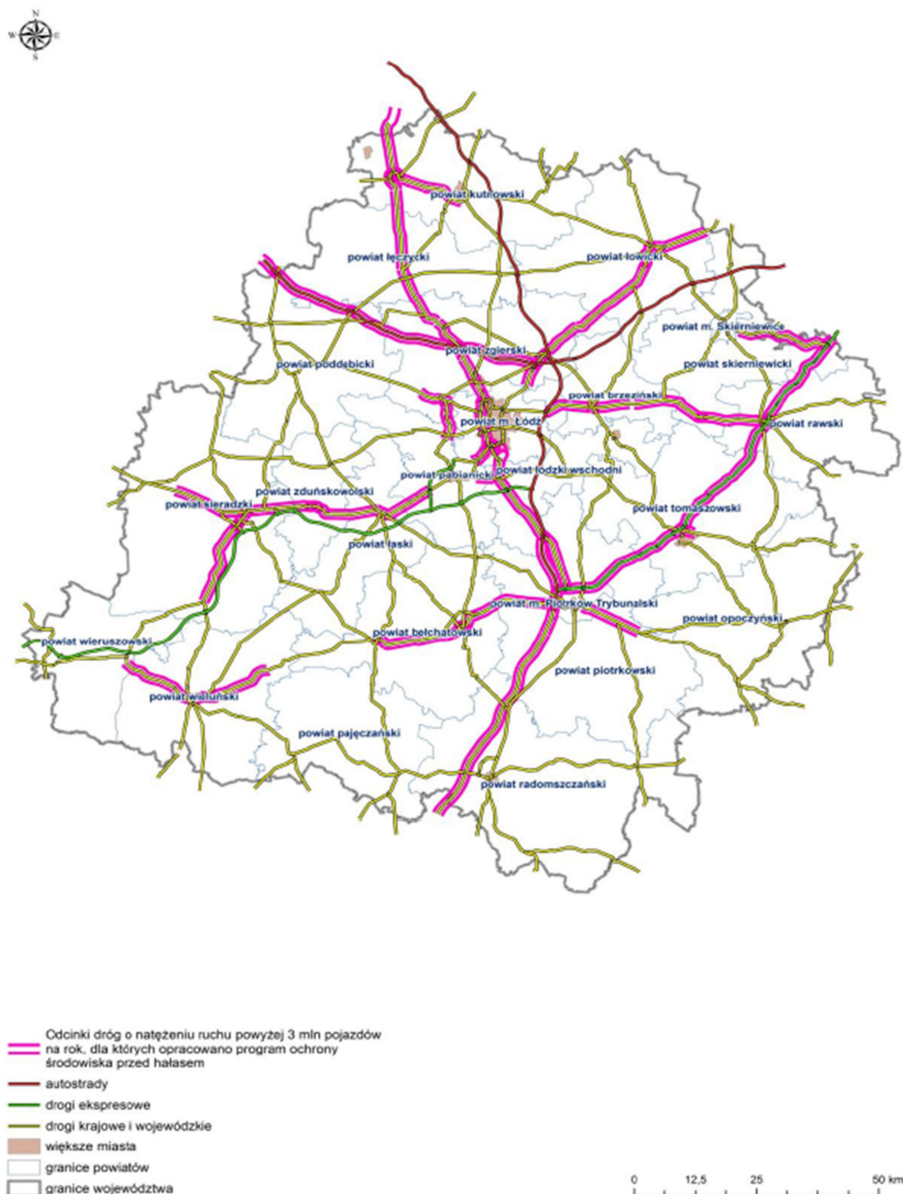 N
W E
S
powiat kutnowski
powiat łęczycki
powiat łowicki
powiat m. Skierniewice
powiat zgierski
powiat poddębicki
powiat skierniewicki
powiat brzeziński
powiat m. Łódź
powiat rawski
powiat pabianicki
powiat łódzki wschodni
powiat zduńskowolski
powiat sieradzki
powiat tomaszowski
powiat łaski
powiat m. Piotrków Trybunalski
powiat opoczyński
powiat bełchatowski
powiat wieruszowski
powiat piotrkowski
powiat wieluński
powiat pajęczański
powiat radomszczański
Odcinki dróg o natężeniu ruchu powyżej 3 mln pojazdów
na rok, dla których opracowano program ochrony
środowiska przed hałasem
autostrady
drogi ekspresowe
drogi krajowe i wojewódzkie
większe miasta
granice powiatów
granice województwa
0 12,5 25 50 km